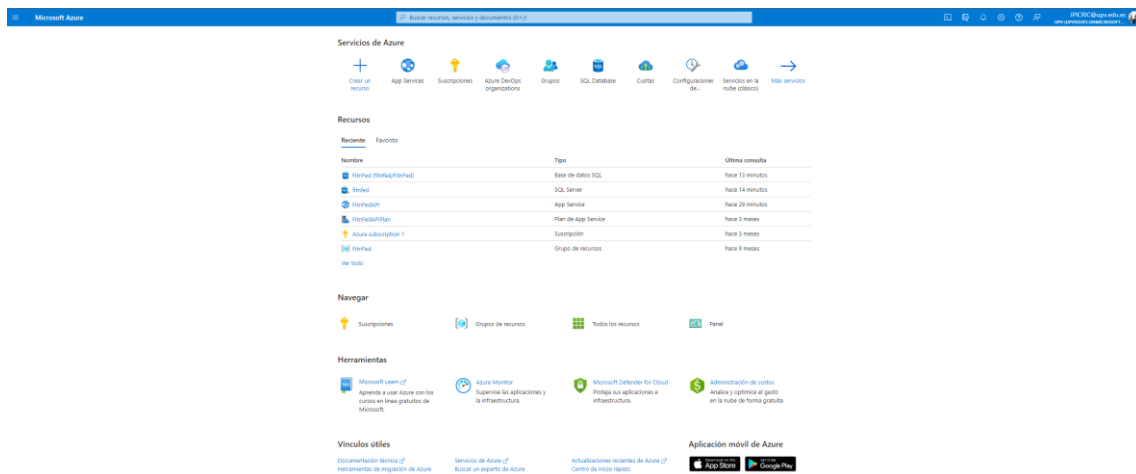 Microsoft Azure
Buscar recursos, servicios y documentos (G+/)
JPICRIC@upv.edu.es
Servicios de Azure
Crear un recurso
App Services
Suscripciones
Azure DevOps organizations
Grupos
SQL Database
Cuotas
Configuraciones de...
Servicios en la nube (clásico)
Más servicios
Recursos
Reciente Favorito
Nombre Tipo Última consulta
FitnFed (fitnfed/FitnFed) Base de datos SQL hace 13 minutos
fitnfed SQL Server hace 14 minutos
FitnFedAPI App Service hace 29 minutos
FitnFedAPIPlan Plan de App Service hace 3 meses
Azure subscription 1 Suscripción hace 3 meses
FitnFed Grupo de recursos hace 9 meses
Ver todo
Navegar
Suscripciones Grupos de recursos Todos los recursos Panel
Herramientas
Microsoft Learn
Aprenda a usar Azure con los
cursos en línea gratuitos de
Microsoft.
Azure Monitor
Supervise las aplicaciones y
la infraestructura.
Microsoft Defender for Cloud
Proteja sus aplicaciones e
infraestructura.
Administración de costos
Analice y optimice el gasto
en la nube de forma gratuita
Vínculos útiles
Documentación técnica Servicios de Azure Actualizaciones recientes de Azure
Herramientas de migración de Azure Buscar un experto de Azure Centro de inicio rápido
Aplicación móvil de Azure
App Store
Google Play